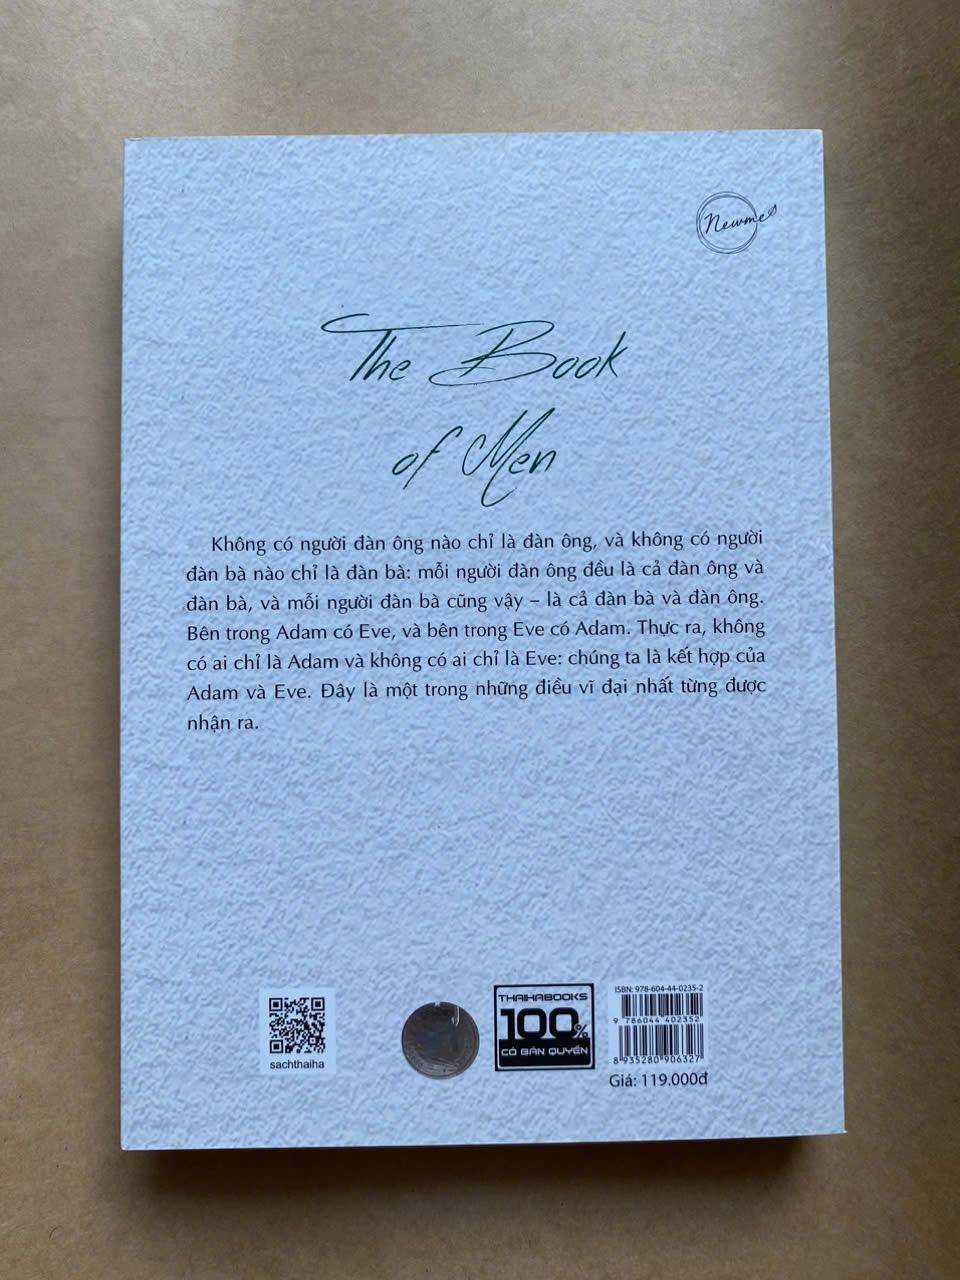 Newme
The Book
of Men
Không có người đàn ông nào chỉ là đàn ông, và không có người
đàn bà nào chỉ là đàn bà: mỗi người đàn ông đều là cả đàn ông và
đàn bà, và mỗi người đàn bà cũng vậy – là cả đàn bà và đàn ông.
Bên trong Adam có Eve, và bên trong Eve có Adam. Thực ra, không
có ai chỉ là Adam và không có ai chỉ là Eve: chúng ta là kết hợp của
Adam và Eve. Đây là một trong những điều vĩ đại nhất từng được
nhận ra.
sachthaiha
THAIHABOOKS
100%
CÓ BẢN QUYỀN
ISBN: 978-604-44-0235-2
9 786044 402352
8 935280 906327
Giá: 119.000đ